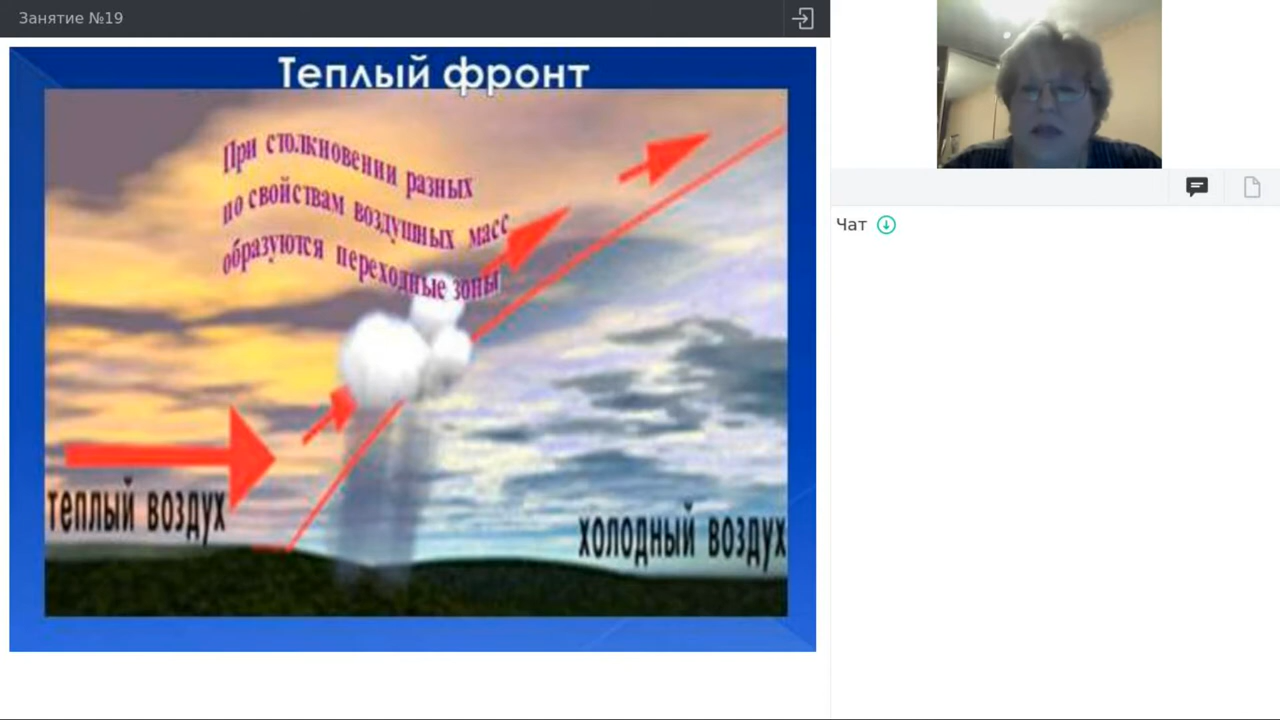 Занятие №19
Теплый фронт
При столкновении разных
по свойствам воздушных масс
образуются переходные зоны
теплый воздух
холодный воздух
Чат